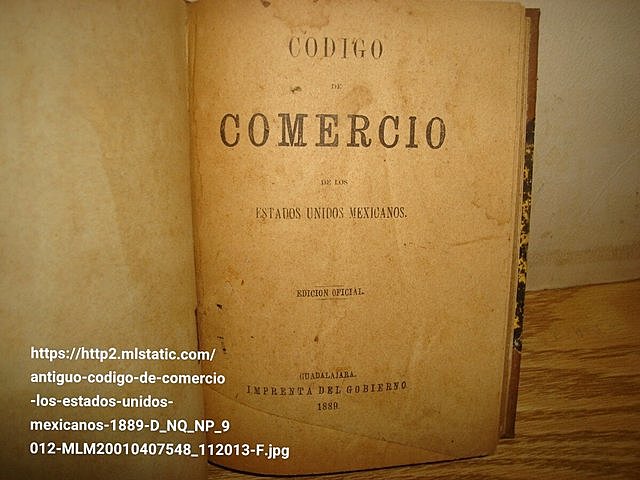 CODIGO
DE
COMERCIO
DE LOS
ESTADOS UNIDOS MEXICANOS.
EDICION OFICIAL.
GUADALAJARA.
IMPRENTA DEL GOBIERNO
1889
https://http2.mlstatic.com/
antiguo-codigo-de-comercio
-los-estados-unidos-
mexicanos-1889-D_NQ_NP_9
012-MLM20010407548_112013-F.jpg